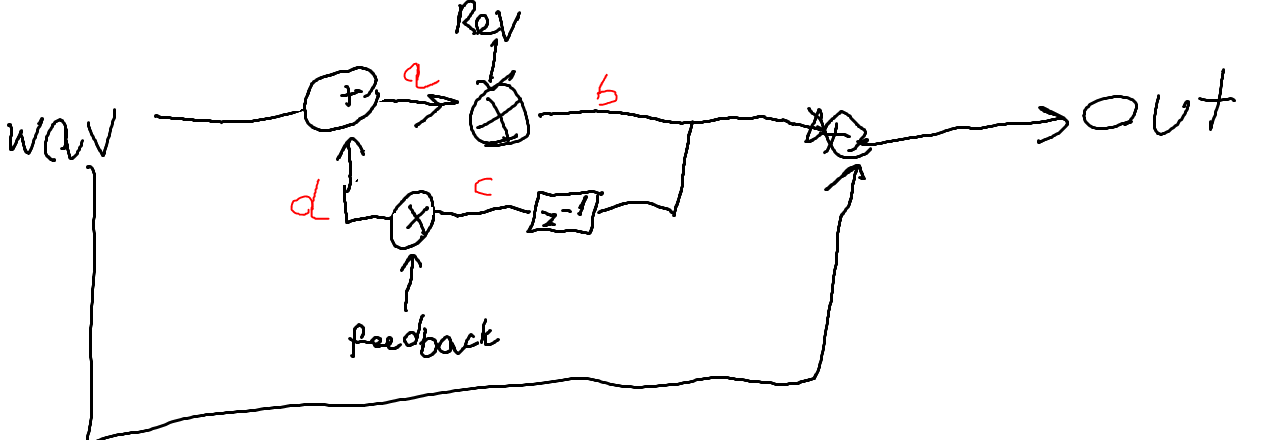 Rev
+ a × b
wav + out
d × c z⁻¹
feedback